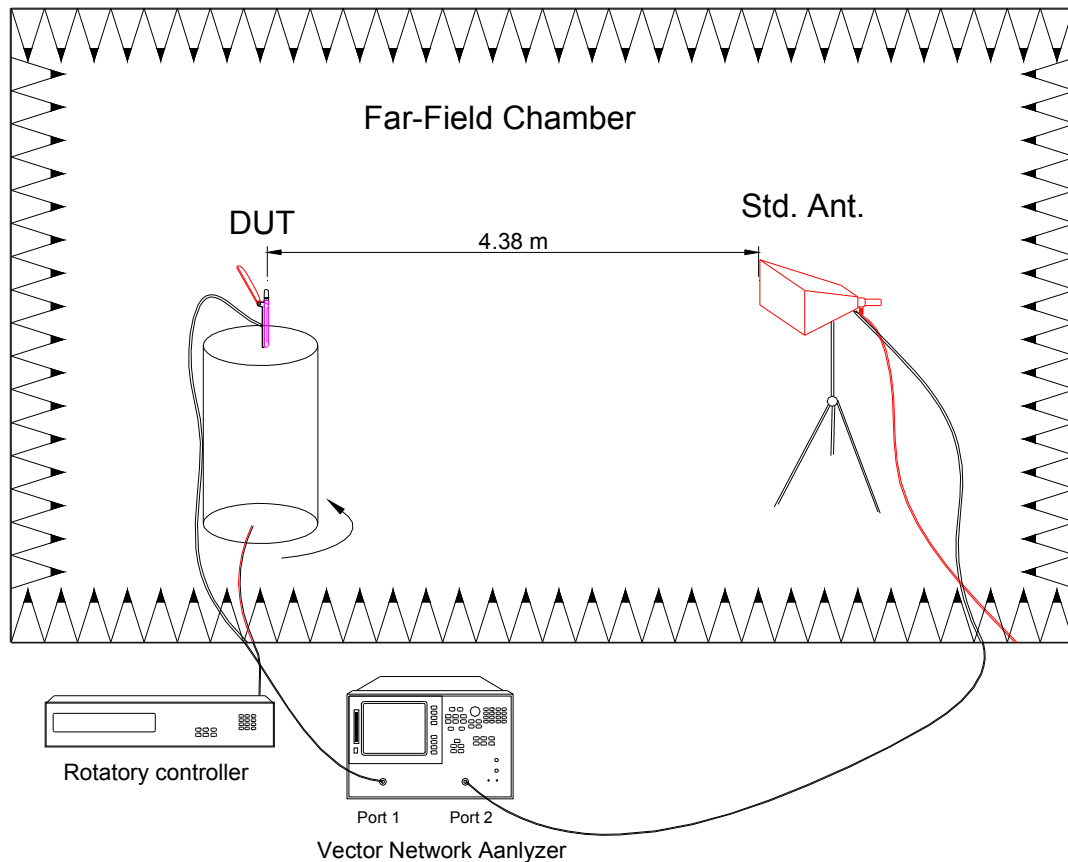 Far-Field Chamber
DUT
Std. Ant.
4.38 m
Rotatory controller
Port 1
Port 2
Vector Network Aanlyzer